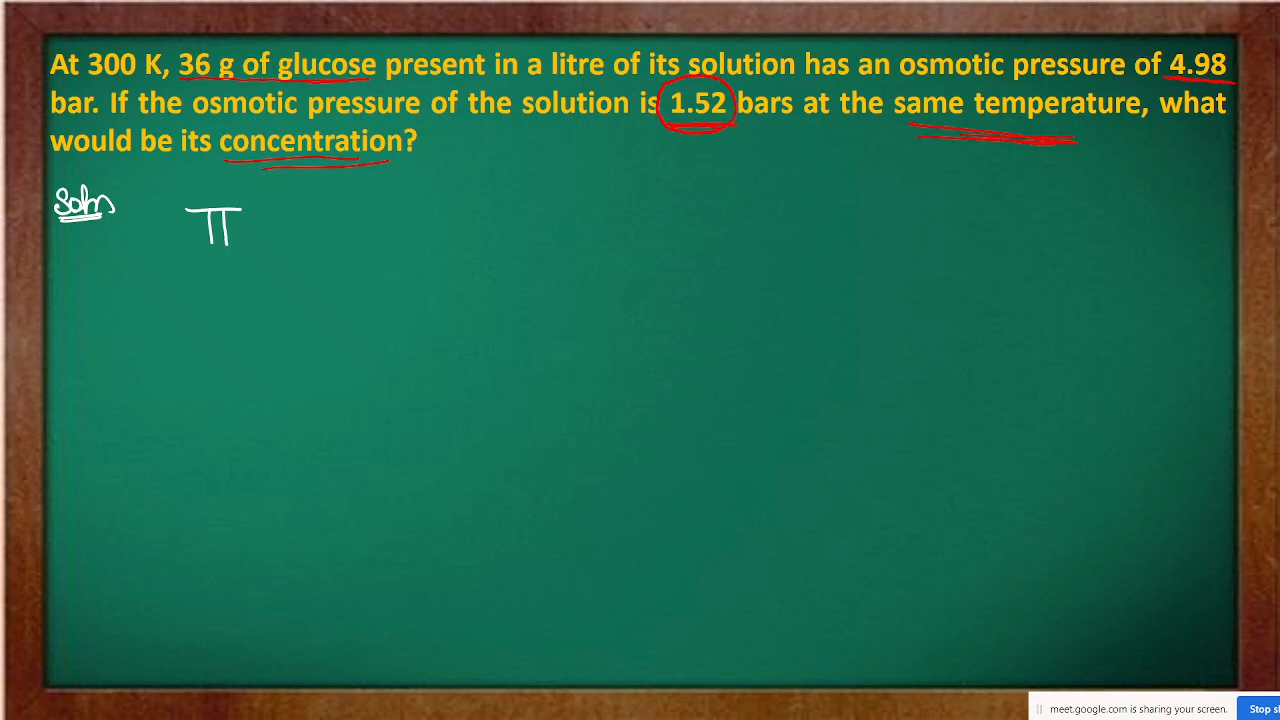 At 300 K, 36 g of glucose present in a litre of its solution has an osmotic pressure of 4.98
bar. If the osmotic pressure of the solution is 1.52 bars at the same temperature, what
would be its concentration?
Soln
π
meet.google.com is sharing your screen.
Stop